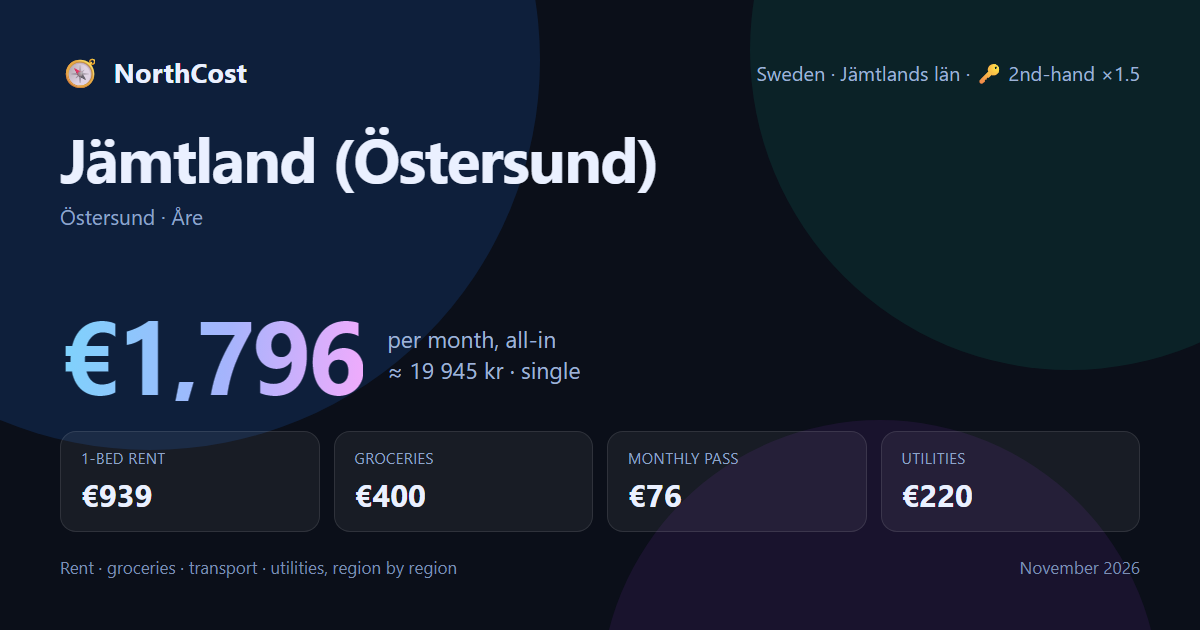 NorthCost
Sweden · Jämtlands län · 🔑 2nd-hand ×1.5
Jämtland (Östersund)
Östersund · Åre
€1,796
per month, all-in
≈ 19 945 kr · single
1-BED RENT
€939
GROCERIES
€400
MONTHLY PASS
€76
UTILITIES
€220
Rent · groceries · transport · utilities, region by region
November 2026